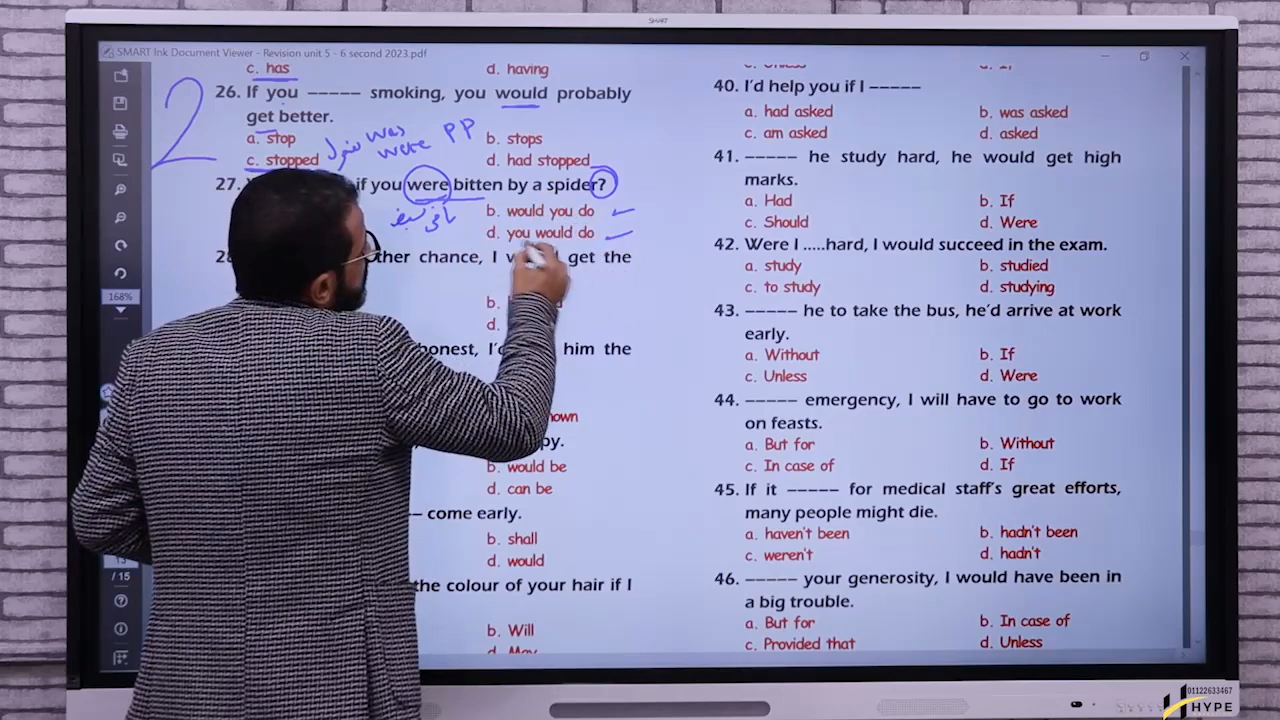 SMART
SMART Ink Document Viewer - Revision unit 5 - 6 second 2023.pdf
c. has
d. having
26. If you ----- smoking, you would probably
get better.
a. stop
b. stops
c. stopped
d. had stopped
2
was
were PP
27.
if you were bitten by a spider?
b. would you do
d. you would do
28
ther chance, I
get the
b.
d.
honest, I'
him the
own
py.
b. would be
d. can be
come early.
b. shall
d. would
the colour of your hair if I
b. Will
d. May
168%
/ 15
40. I'd help you if I -----
a. had asked
b. was asked
c. am asked
d. asked
41. ----- he study hard, he would get high
marks.
a. Had
b. If
c. Should
d. Were
42. Were I .....hard, I would succeed in the exam.
a. study
b. studied
c. to study
d. studying
43. ----- he to take the bus, he'd arrive at work
early.
a. Without
b. If
c. Unless
d. Were
44. ----- emergency, I will have to go to work
on feasts.
a. But for
b. Without
c. In case of
d. If
45. If it ----- for medical staff's great efforts,
many people might die.
a. haven't been
b. hadn't been
c. weren't
d. hadn't
46. ----- your generosity, I would have been in
a big trouble.
a. But for
b. In case of
c. Provided that
d. Unless
01122633467
HYPE